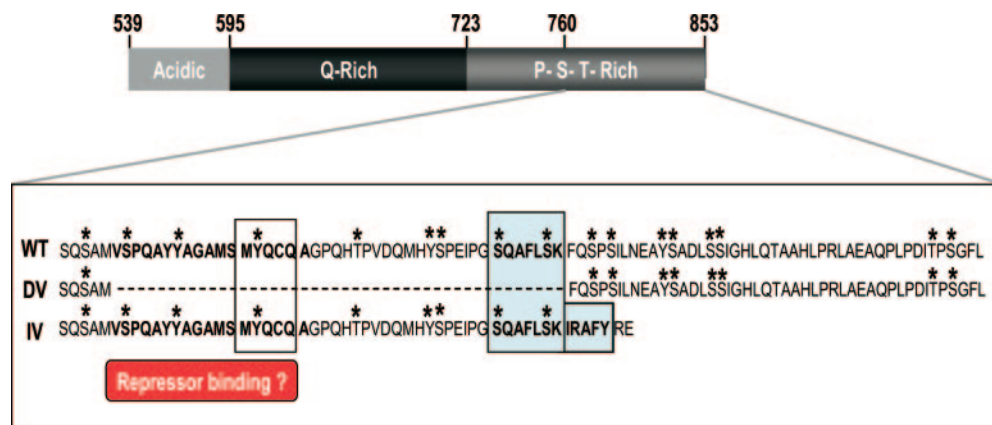 539 595 723 760 853
Acidic Q-Rich P- S- T- Rich
* * * * * ** * * * * ** ** * *
WT SQSAMVSPQAYYAGAMS MYQCQ AGPQHTPVDQMHYSPEIPG SQAFLSK FQSPSILNEAYSADLSSIGHLQTAAHLPRLAEAQPLPDITPSGFL
* * * ** ** * *
DV SQSAM ---------------------------------------------- FQSPSILNEAYSADLSSIGHLQTAAHLPRLAEAQPLPDITPSGFL
* * * * * ** * *
IV SQSAMVSPQAYYAGAMS MYQCQ AGPQHTPVDQMHYSPEIPG SQAFLSK IRAFY RE
Repressor binding ?